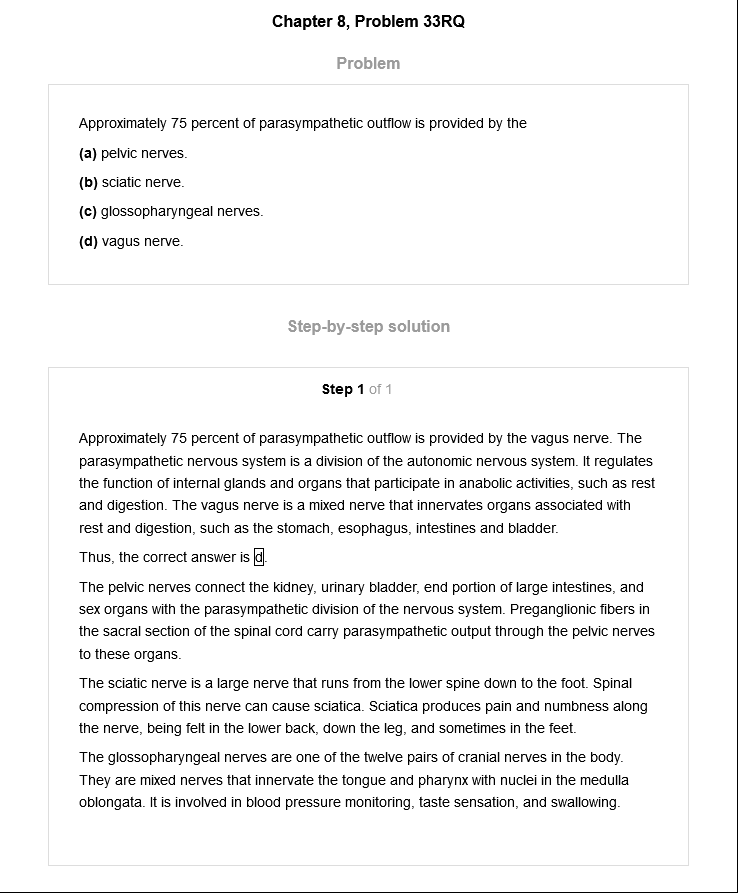 Chapter 8, Problem 33RQ
Problem
Approximately 75 percent of parasympathetic outflow is provided by the
(a) pelvic nerves.
(b) sciatic nerve.
(c) glossopharyngeal nerves.
(d) vagus nerve.
Step-by-step solution
Step 1 of 1
Approximately 75 percent of parasympathetic outflow is provided by the vagus nerve. The
parasympathetic nervous system is a division of the autonomic nervous system. It regulates
the function of internal glands and organs that participate in anabolic activities, such as rest
and digestion. The vagus nerve is a mixed nerve that innervates organs associated with
rest and digestion, such as the stomach, esophagus, intestines and bladder.
Thus, the correct answer is d.
The pelvic nerves connect the kidney, urinary bladder, end portion of large intestines, and
sex organs with the parasympathetic division of the nervous system. Preganglionic fibers in
the sacral section of the spinal cord carry parasympathetic output through the pelvic nerves
to these organs.
The sciatic nerve is a large nerve that runs from the lower spine down to the foot. Spinal
compression of this nerve can cause sciatica. Sciatica produces pain and numbness along
the nerve, being felt in the lower back, down the leg, and sometimes in the feet.
The glossopharyngeal nerves are one of the twelve pairs of cranial nerves in the body.
They are mixed nerves that innervate the tongue and pharynx with nuclei in the medulla
oblongata. It is involved in blood pressure monitoring, taste sensation, and swallowing.